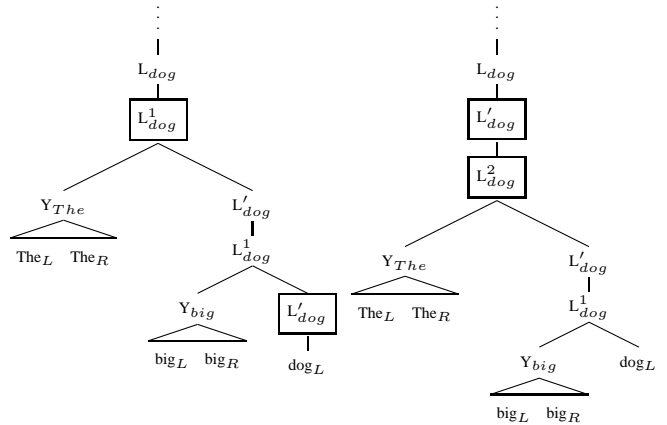 L_dog L_dog
L^1_dog L′_dog
L^2_dog
Y_The L′_dog
The_L The_R
L^1_dog
Y_big L′_dog
big_L big_R dog_L
Y_The L′_dog
The_L The_R
L^1_dog
Y_big dog_L
big_L big_R